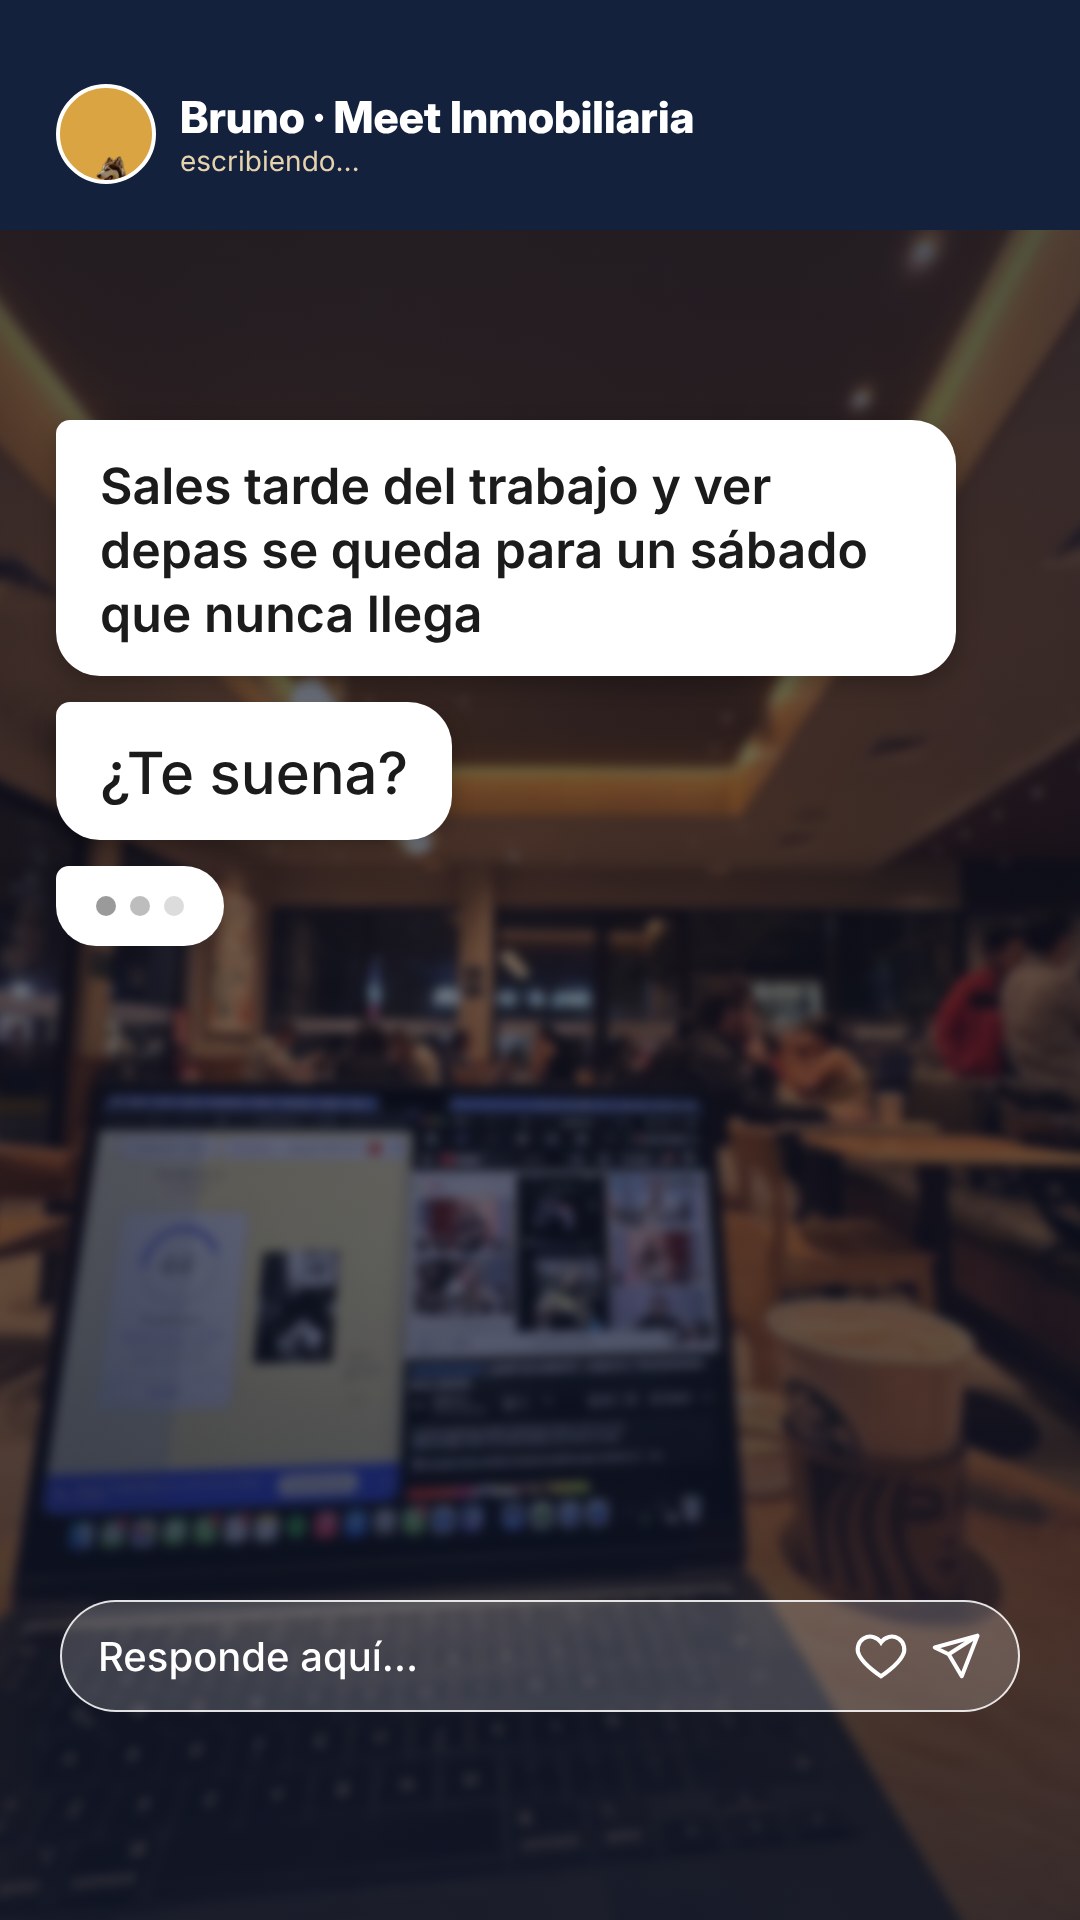 Bruno · Meet Inmobiliaria
escribiendo...
Sales tarde del trabajo y ver
depas se queda para un sábado
que nunca llega
¿Te suena?
Responde aquí...